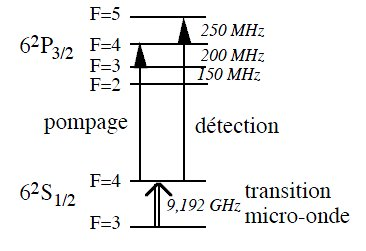 F=5
250 MHz
6²P3/2 F=4
200 MHz
F=3
150 MHz
F=2
pompage détection
F=4
6²S1/2 9,192 GHz transition
micro-onde
F=3